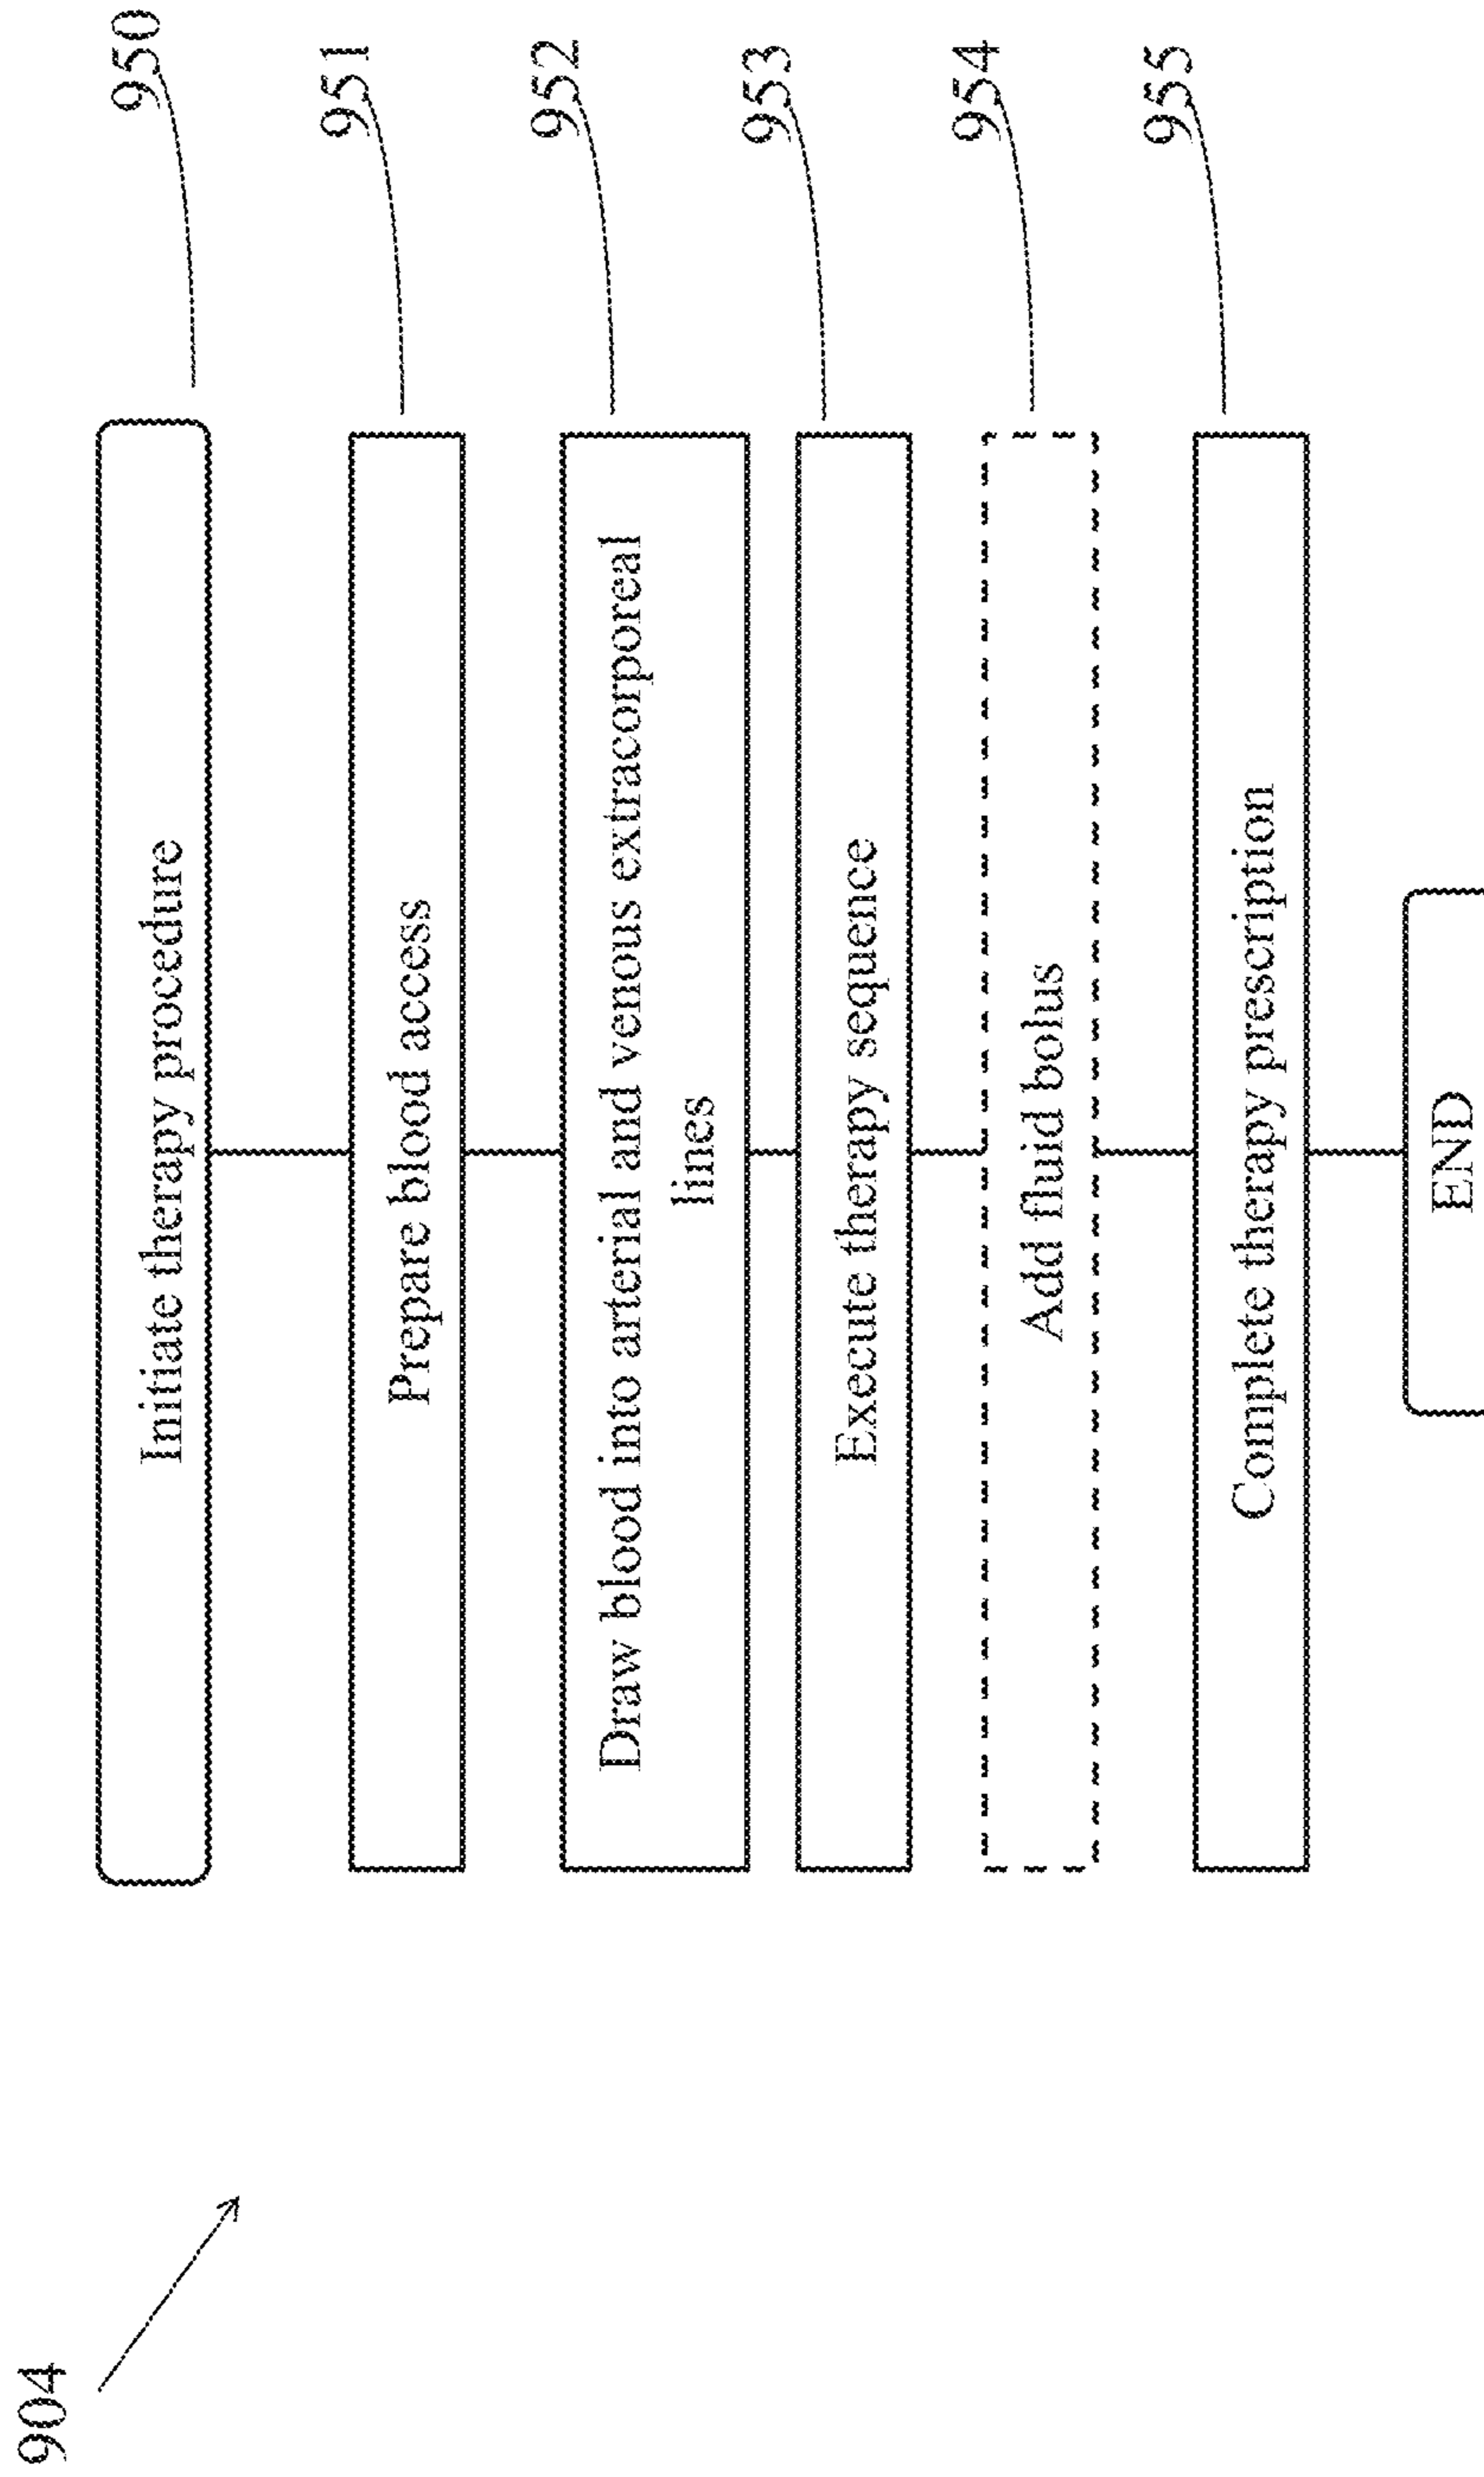 904
Initiate therapy procedure
950
Prepare blood access
951
Draw blood into arterial and venous extracorporeal
lines
952
Execute therapy sequence
953
Add fluid bolus
954
Complete therapy prescription
955
END